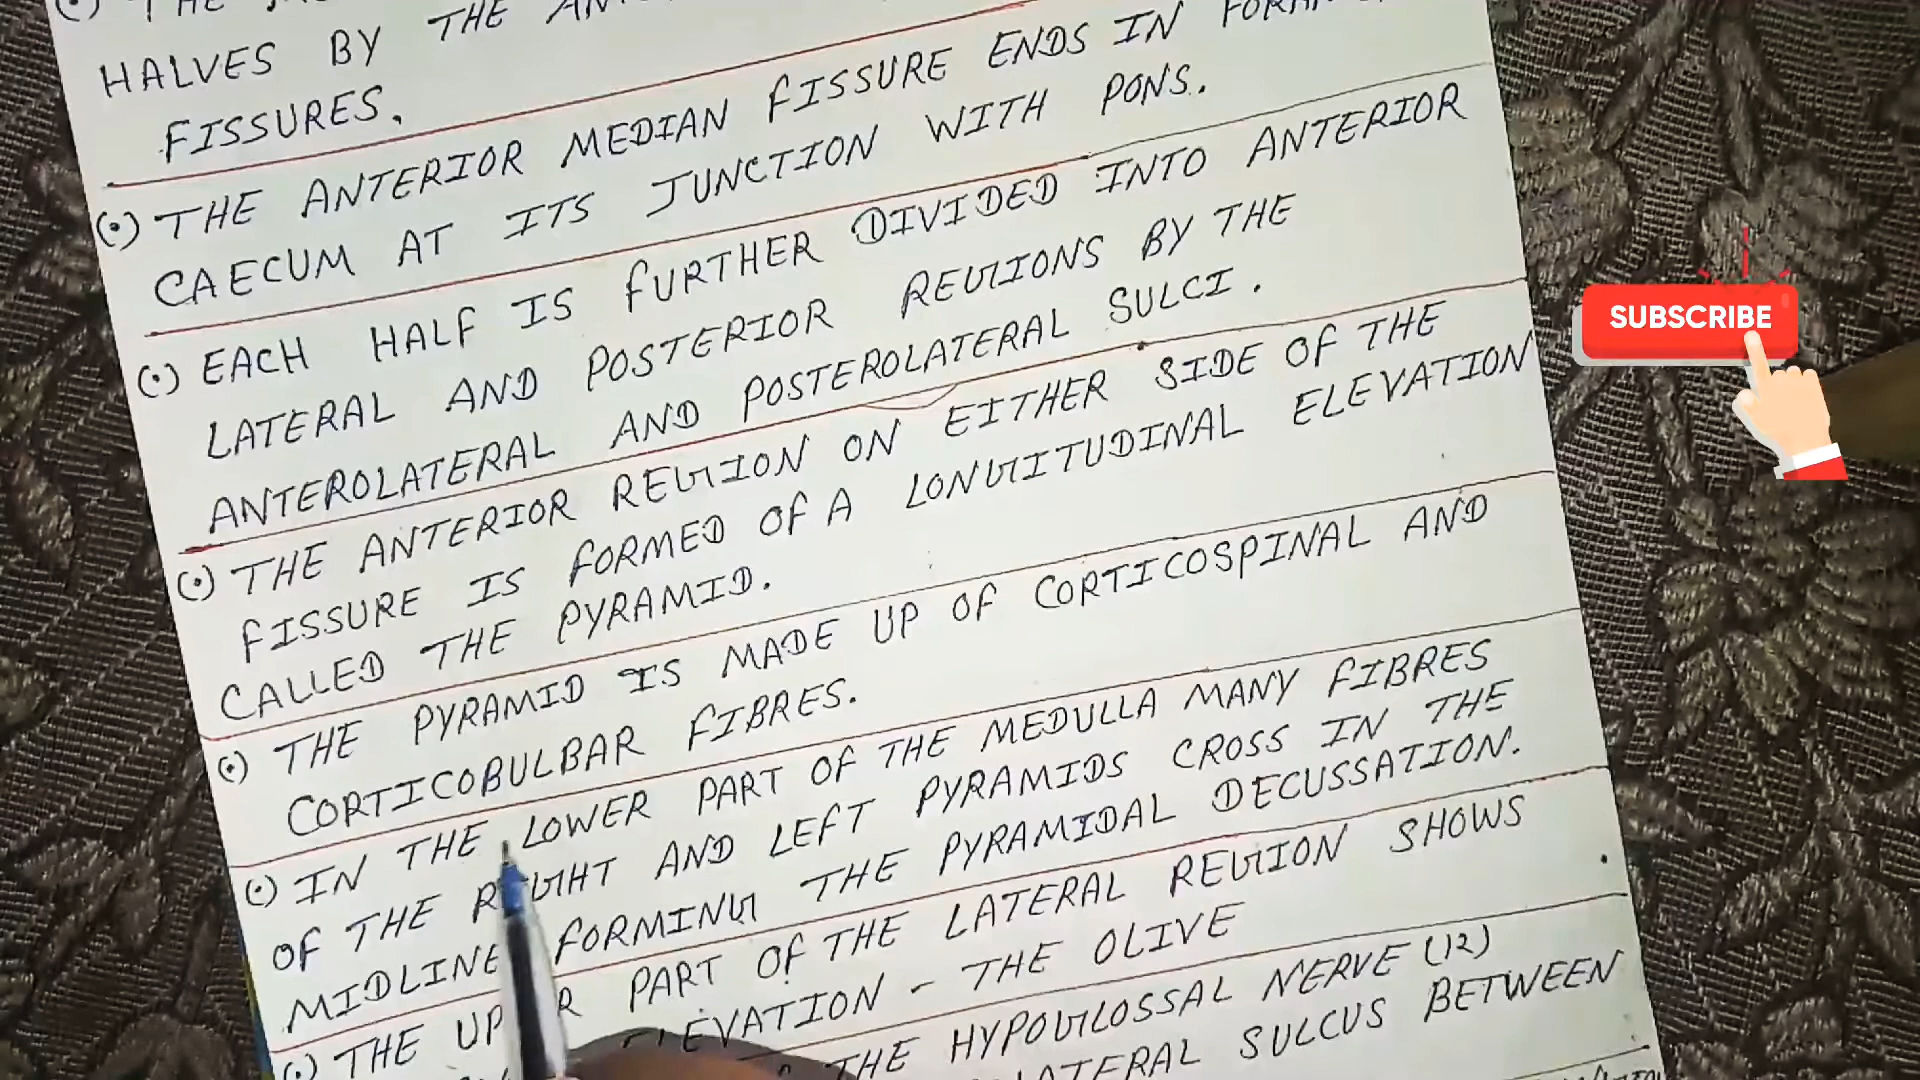 THE
HALVES BY THE
FISSURES.
(•) THE ANTERIOR MEDIAN FISSURE ENDS IN
CAECUM AT ITS JUNCTION WITH PONS.
(•) EACH HALF IS FURTHER DIVIDED INTO ANTERIOR
LATERAL AND POSTERIOR REGIONS BY THE
ANTEROLATERAL AND POSTEROLATERAL SULCI.
(•) THE ANTERIOR REGION ON EITHER SIDE OF THE
FISSURE IS FORMED OF A LONGITUDINAL ELEVATION
CALLED THE PYRAMID.
(•) THE PYRAMID IS MADE UP OF CORTICOSPINAL AND
CORTICOBULBAR FIBRES.
(•) IN THE LOWER PART OF THE MEDULLA MANY FIBRES
OF THE RIGHT AND LEFT PYRAMIDS CROSS IN THE
MIDLINE FORMING THE PYRAMIDAL DECUSSATION.
(•) THE PART OF THE LATERAL REGION SHOWS
- THE OLIVE
THE HYPOGLOSSAL NERVE (12)
SULCUS BETWEEN
SUBSCRIBE